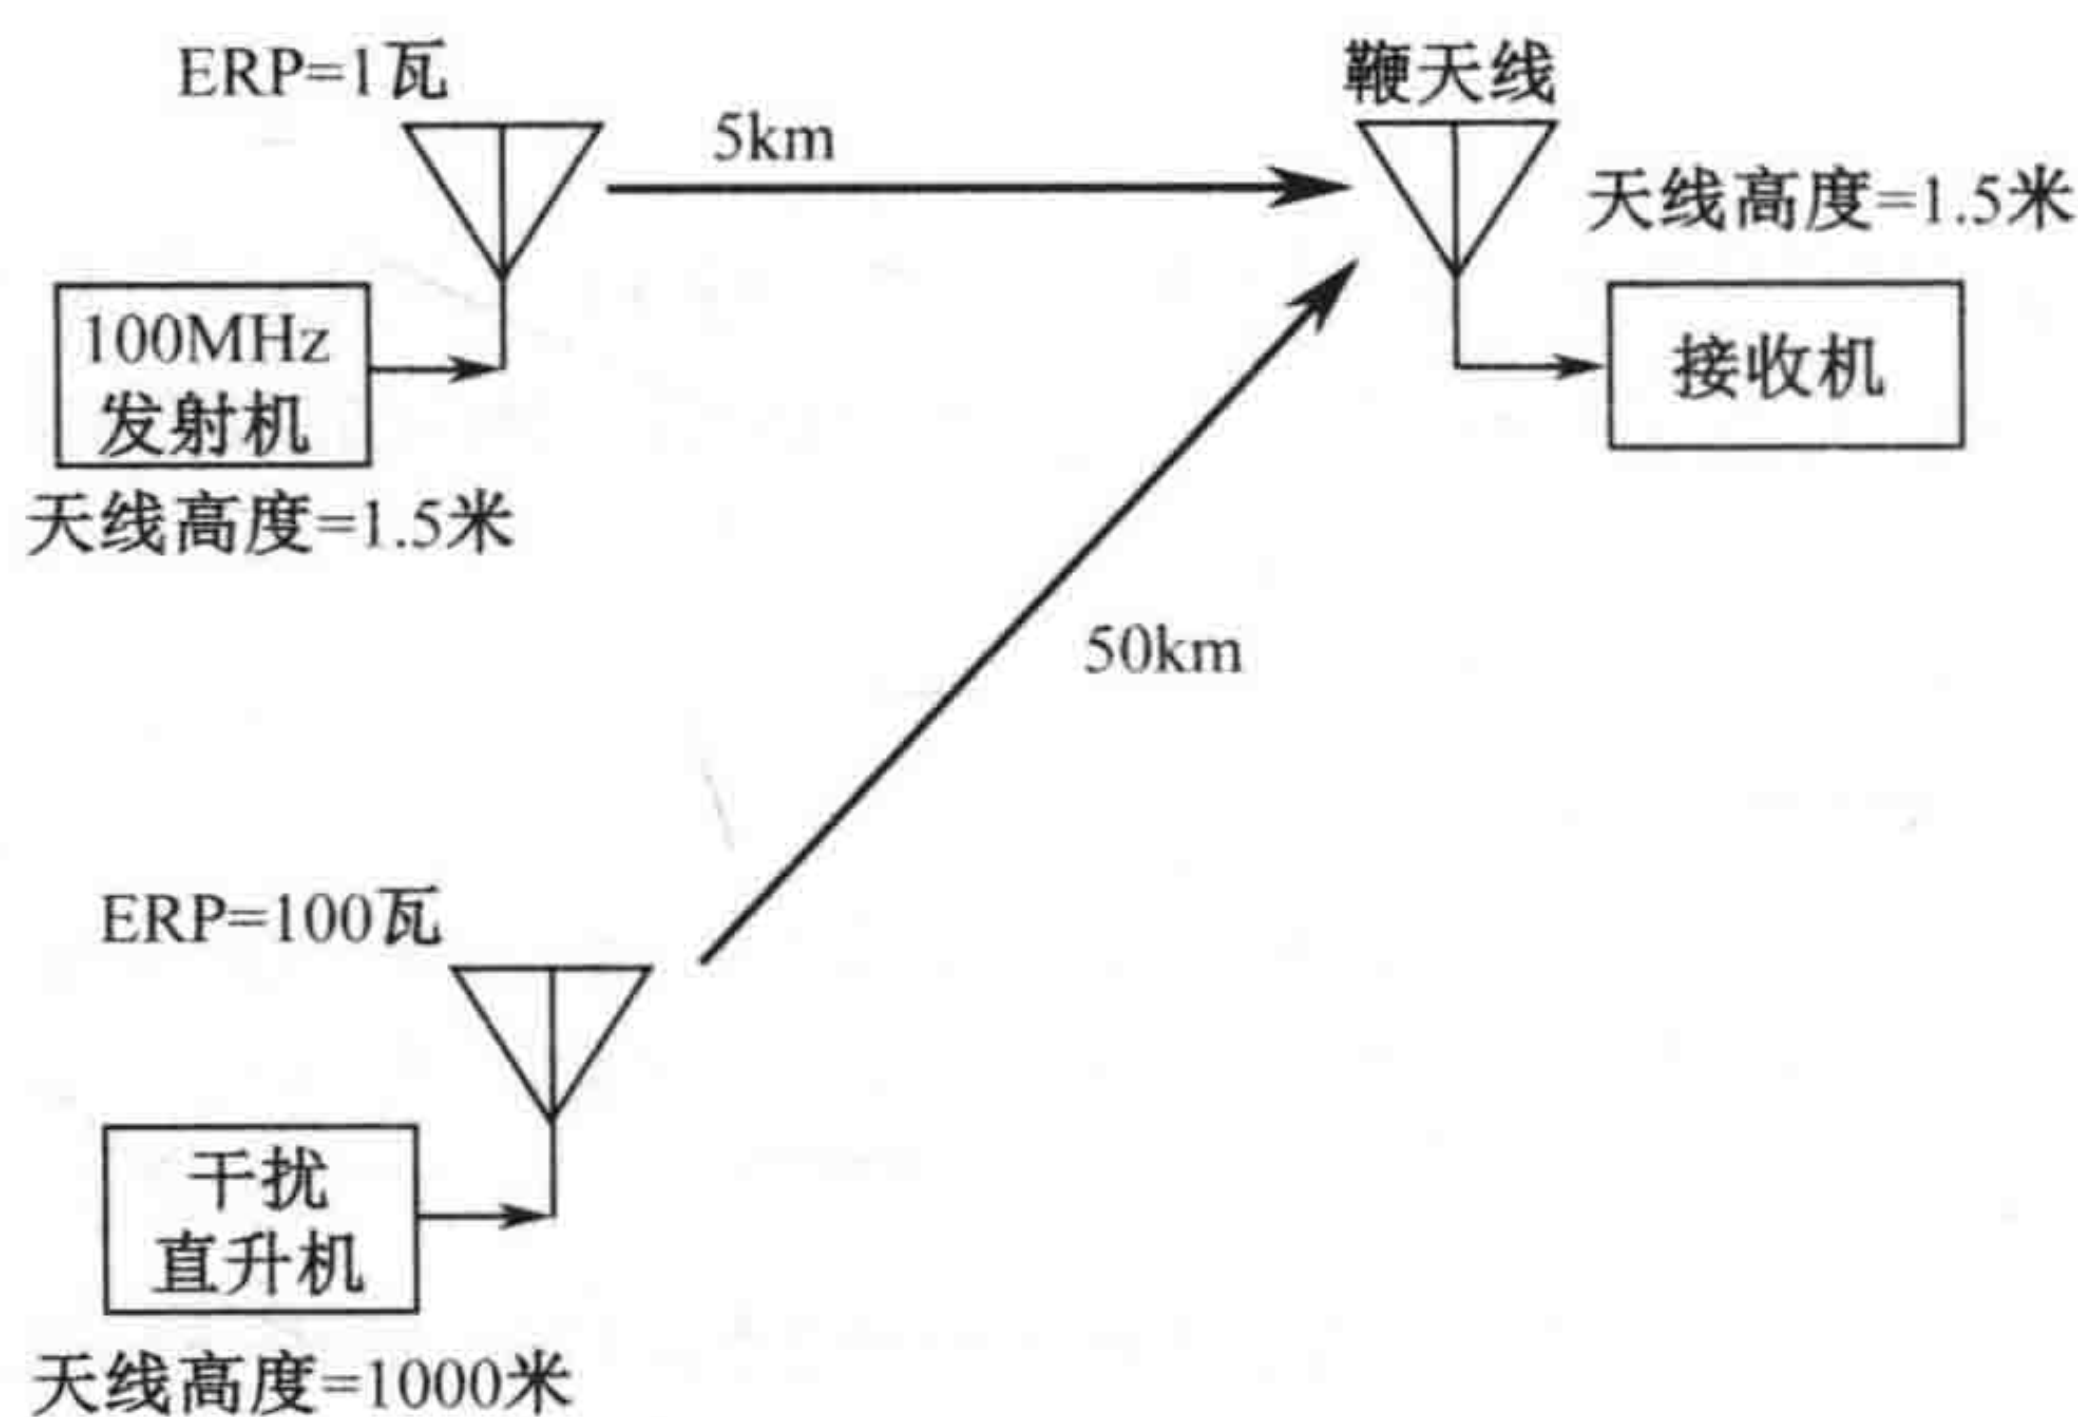 ERP=1瓦
5km
鞭天线
天线高度=1.5米
100MHz
发射机
接收机
天线高度=1.5米
50km
ERP=100瓦
干扰
直升机
天线高度=1000米